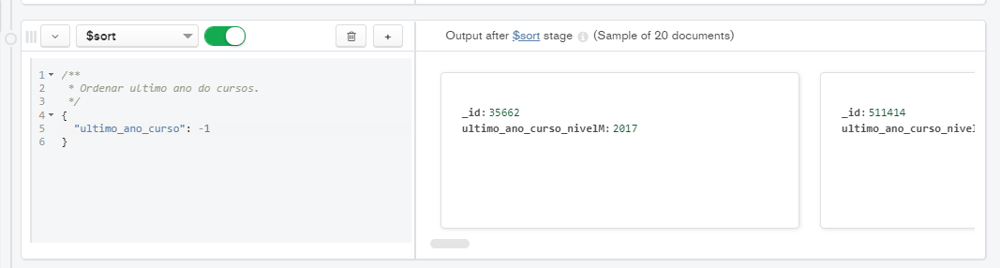 $sort
+
Output after $sort stage (Sample of 20 documents)
1 /**
2 * Ordenar ultimo ano do cursos.
3 */
4 {
5 "ultimo_ano_curso": -1
6 }
_id: 35662
ultimo_ano_curso_nivelM: 2017
_id: 511414
ultimo_ano_curso_nivel